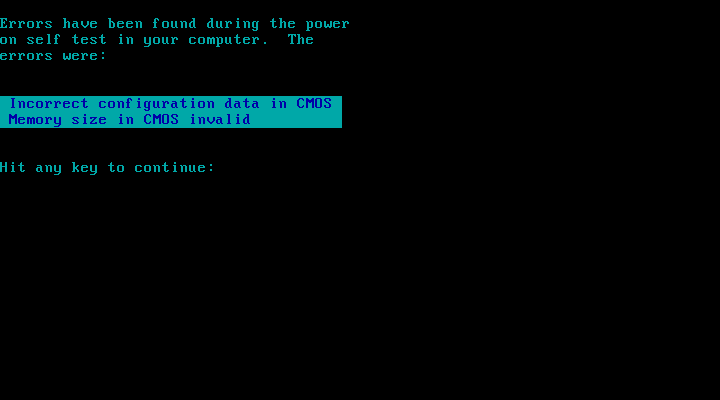 Errors have been found during the power
on self test in your computer.  The
errors were:
Incorrect configuration data in CMOS
Memory size in CMOS invalid
Hit any key to continue: